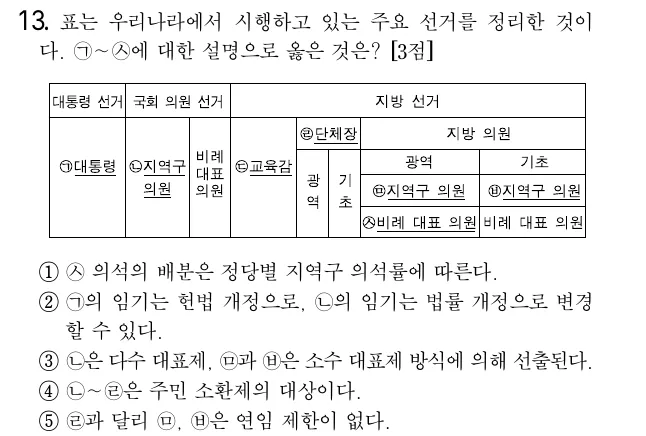 13. 표는 우리나라에서 시행하고 있는 주요 선거를 정리한 것이
다. ㉠~㉦에 대한 설명으로 옳은 것은? [3점]
대통령 선거 국회 의원 선거 지방 선거
㉠대통령 ㉡지역구 의원 비례 대표 의원 ㉢교육감 ㉣단체장 지방 의원
광역 기초 광역 기초
㉤지역구 의원 ㉥지역구 의원
㉦비례 대표 의원 비례 대표 의원
① ㉦ 의석의 배분은 정당별 지역구 의석률에 따른다.
② ㉠의 임기는 헌법 개정으로, ㉡의 임기는 법률 개정으로 변경
할 수 있다.
③ ㉡은 다수 대표제, ㉤과 ㉥은 소수 대표제 방식에 의해 선출된다.
④ ㉡~㉣은 주민 소환제의 대상이다.
⑤ ㉣과 달리 ㉤, ㉥은 연임 제한이 없다.